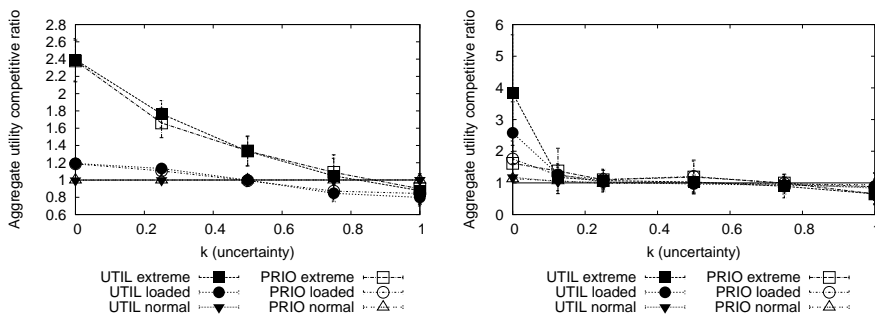 Aggregate utility competitive ratio
2.8
2.6
2.4
2.2
2
1.8
1.6
1.4
1.2
1
0.8
0.6
0 0.2 0.4 0.6 0.8 1
k (uncertainty)
UTIL extreme PRIO extreme
UTIL loaded PRIO loaded
UTIL normal PRIO normal
Aggregate utility competitive ratio
6
5
4
3
2
1
0
0 0.2 0.4 0.6 0.8 1
k (uncertainty)
UTIL extreme PRIO extreme
UTIL loaded PRIO loaded
UTIL normal PRIO normal